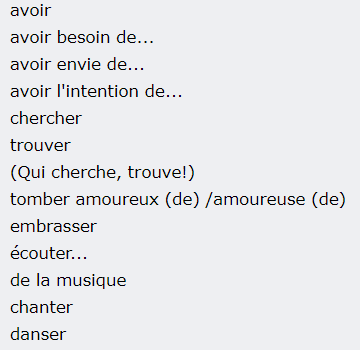 avoir
avoir besoin de...
avoir envie de...
avoir l'intention de...
chercher
trouver
(Qui cherche, trouve!)
tomber amoureux (de) /amoureuse (de)
embrasser
écouter...
de la musique
chanter
danser